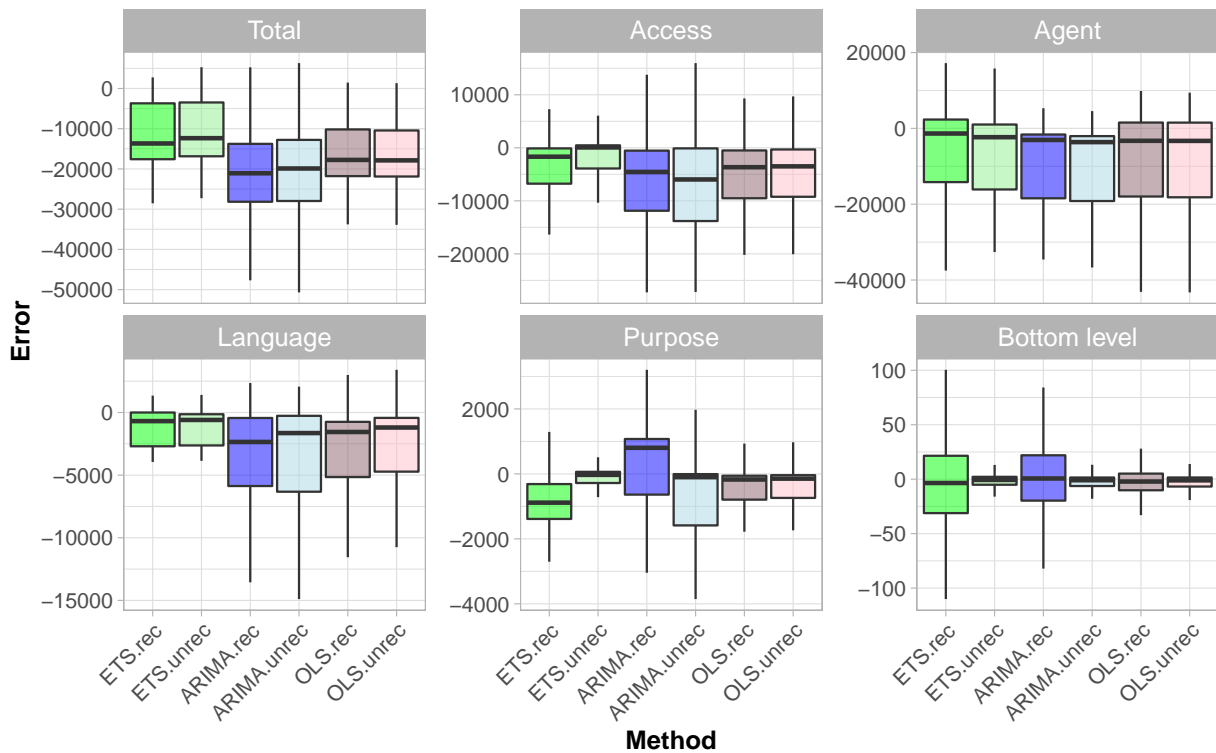 Total Access Agent
0
−10000
−20000
−30000
−40000
−50000
10000
0
−10000
−20000
20000
0
−20000
−40000
Error
Language Purpose Bottom level
0
−5000
−10000
−15000
2000
0
−2000
−4000
100
50
0
−50
−100
ETS.rec
ETS.unrec
ARIMA.rec
ARIMA.unrec
OLS.rec
OLS.unrec
ETS.rec
ETS.unrec
ARIMA.rec
ARIMA.unrec
OLS.rec
OLS.unrec
ETS.rec
ETS.unrec
ARIMA.rec
ARIMA.unrec
OLS.rec
OLS.unrec
Method